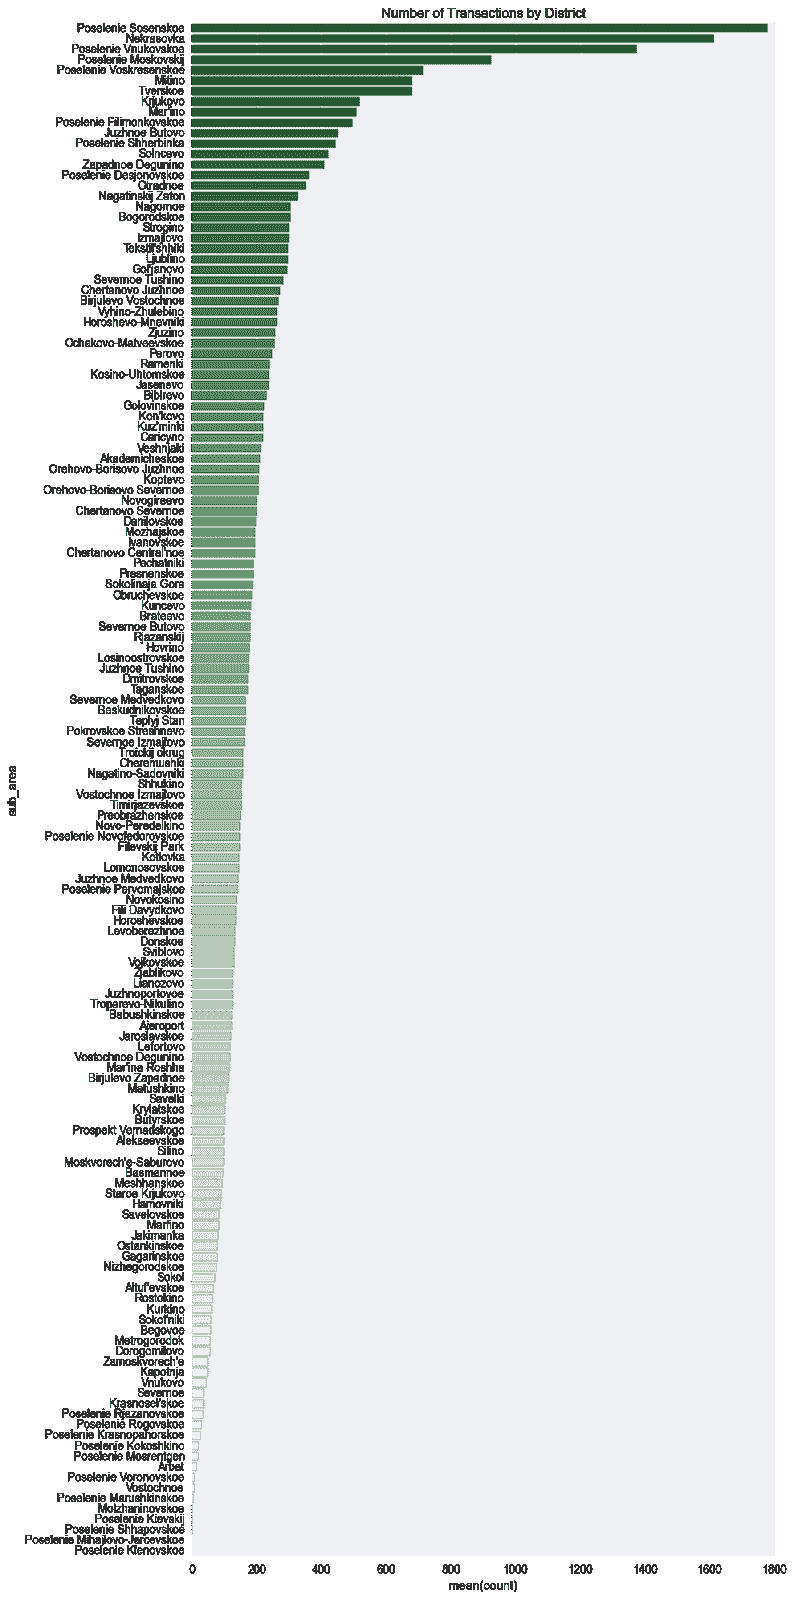 Number of Transactions by District
Poselenie Sosenskoe
Nekrasovka
Poselenie Vnukovskoe
Poselenie Moskovskij
Poselenie Voskresenskoe
Mitino
Tverskoe
Krjukovo
Mar'ino
Poselenie Filimonkovskoe
Juzhnoe Butovo
Poselenie Shherbinka
Solncevo
Zapadnoe Degunino
Poselenie Desjonovskoe
Otradnoe
Nagatinskij Zaton
Nagornoe
Bogorodskoe
Strogino
Izmajlovo
Tekstil'shhiki
Ljublino
Gol'janovo
Severnoe Tushino
Chertanovo Juzhnoe
Birjulevo Vostochnoe
Vyhino-Zhulebino
Horoshevo-Mnevniki
Zjuzino
Ochakovo-Matveevskoe
Perovo
Ramenki
Kosino-Uhtomskoe
Jasenevo
Bibirevo
Golovinskoe
Kon'kovo
Kuz'minki
Caricyno
Veshnjaki
Akademicheskoe
Orehovo-Borisovo Juzhnoe
Koptevo
Orehovo-Borisovo Severnoe
Novogireevo
Chertanovo Severnoe
Danilovskoe
Mozhajskoe
Ivanovskoe
Chertanovo Central'noe
Pechatniki
Presnenskoe
Sokolinaja Gora
Obruchevskoe
Kuncevo
Brateevo
Severnoe Butovo
Rjazanskij
Hovrino
Losinoostrovskoe
Juzhnoe Tushino
Dmitrovskoe
Taganskoe
Severnoe Medvedkovo
Beskudnikovskoe
Teplyj Stan
Pokrovskoe Streshnevo
Severnoe Izmajlovo
Troickij okrug
Cheremushki
Nagatino-Sadovniki
Shhukino
Vostochnoe Izmajlovo
Timirjazevskoe
Preobrazhenskoe
Novo-Peredelkino
Poselenie Novofedorovskoe
Filevskij Park
Kotlovka
Lomonosovskoe
Juzhnoe Medvedkovo
Poselenie Pervomajskoe
Novokosino
Fili Davydkovo
Horoshevskoe
Levoberezhnoe
Donskoe
Sviblovo
Vojkovskoe
Zjablikovo
Lianozovo
Juzhnoportovoe
Troparevo-Nikulino
Babushkinskoe
Ajeroport
Jaroslavskoe
Lefortovo
Vostochnoe Degunino
Mar'ina Roshha
Birjulevo Zapadnoe
Matushkino
Savelki
Krylatskoe
Butyrskoe
Prospekt Vernadskogo
Alekseevskoe
Silino
Moskvorech'e-Saburovo
Basmannoe
Meshhanskoe
Staroe Krjukovo
Hamovniki
Savelovskoe
Marfino
Jakimanka
Ostankinskoe
Gagarinskoe
Nizhegorodskoe
Sokol
Altuf'evskoe
Rostokino
Kurkino
Sokol'niki
Begovoe
Metrogorodok
Dorogomilovo
Zamoskvorech'e
Kapotnja
Vnukovo
Severnoe
Krasnosel'skoe
Poselenie Rjazanovskoe
Poselenie Rogovskoe
Poselenie Krasnopahorskoe
Poselenie Kokoshkino
Poselenie Mosrentgen
Arbat
Poselenie Voronovskoe
Vostochnoe
Poselenie Marushkinskoe
Molzhaninovskoe
Poselenie Kievskij
Poselenie Shhapovskoe
Poselenie Mihajlovo-Jarcevskoe
Poselenie Klenovskoe
sub_area
0 200 400 600 800 1000 1200 1400 1600 1800
mean(count)